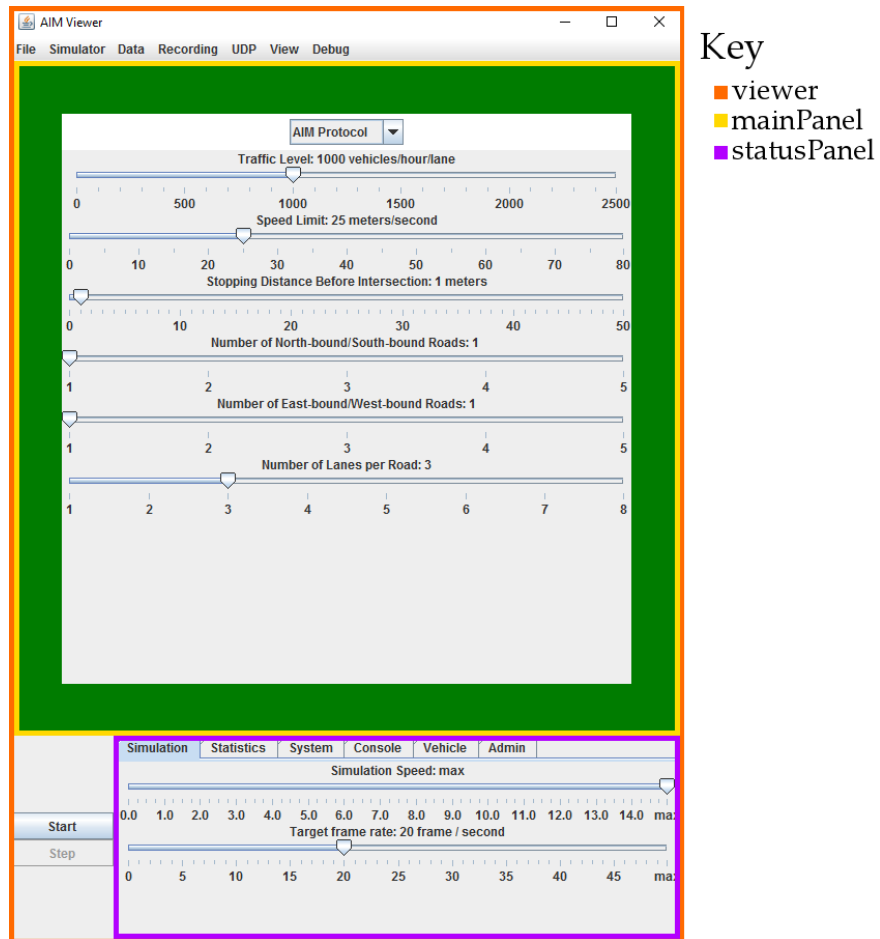 AIM Viewer
File Simulator Data Recording UDP View Debug
Key
viewer
mainPanel
statusPanel
AIM Protocol
Traffic Level: 1000 vehicles/hour/lane
0 500 1000 1500 2000 2500
Speed Limit: 25 meters/second
0 10 20 30 40 50 60 70 80
Stopping Distance Before Intersection: 1 meters
0 10 20 30 40 50
Number of North-bound/South-bound Roads: 1
1 2 3 4 5
Number of East-bound/West-bound Roads: 1
1 2 3 4 5
Number of Lanes per Road: 3
1 2 3 4 5 6 7 8
Simulation Statistics System Console Vehicle Admin
Simulation Speed: max
0.0 1.0 2.0 3.0 4.0 5.0 6.0 7.0 8.0 9.0 10.0 11.0 12.0 13.0 14.0 max
Start
Target frame rate: 20 frame / second
Step
0 5 10 15 20 25 30 35 40 45 max